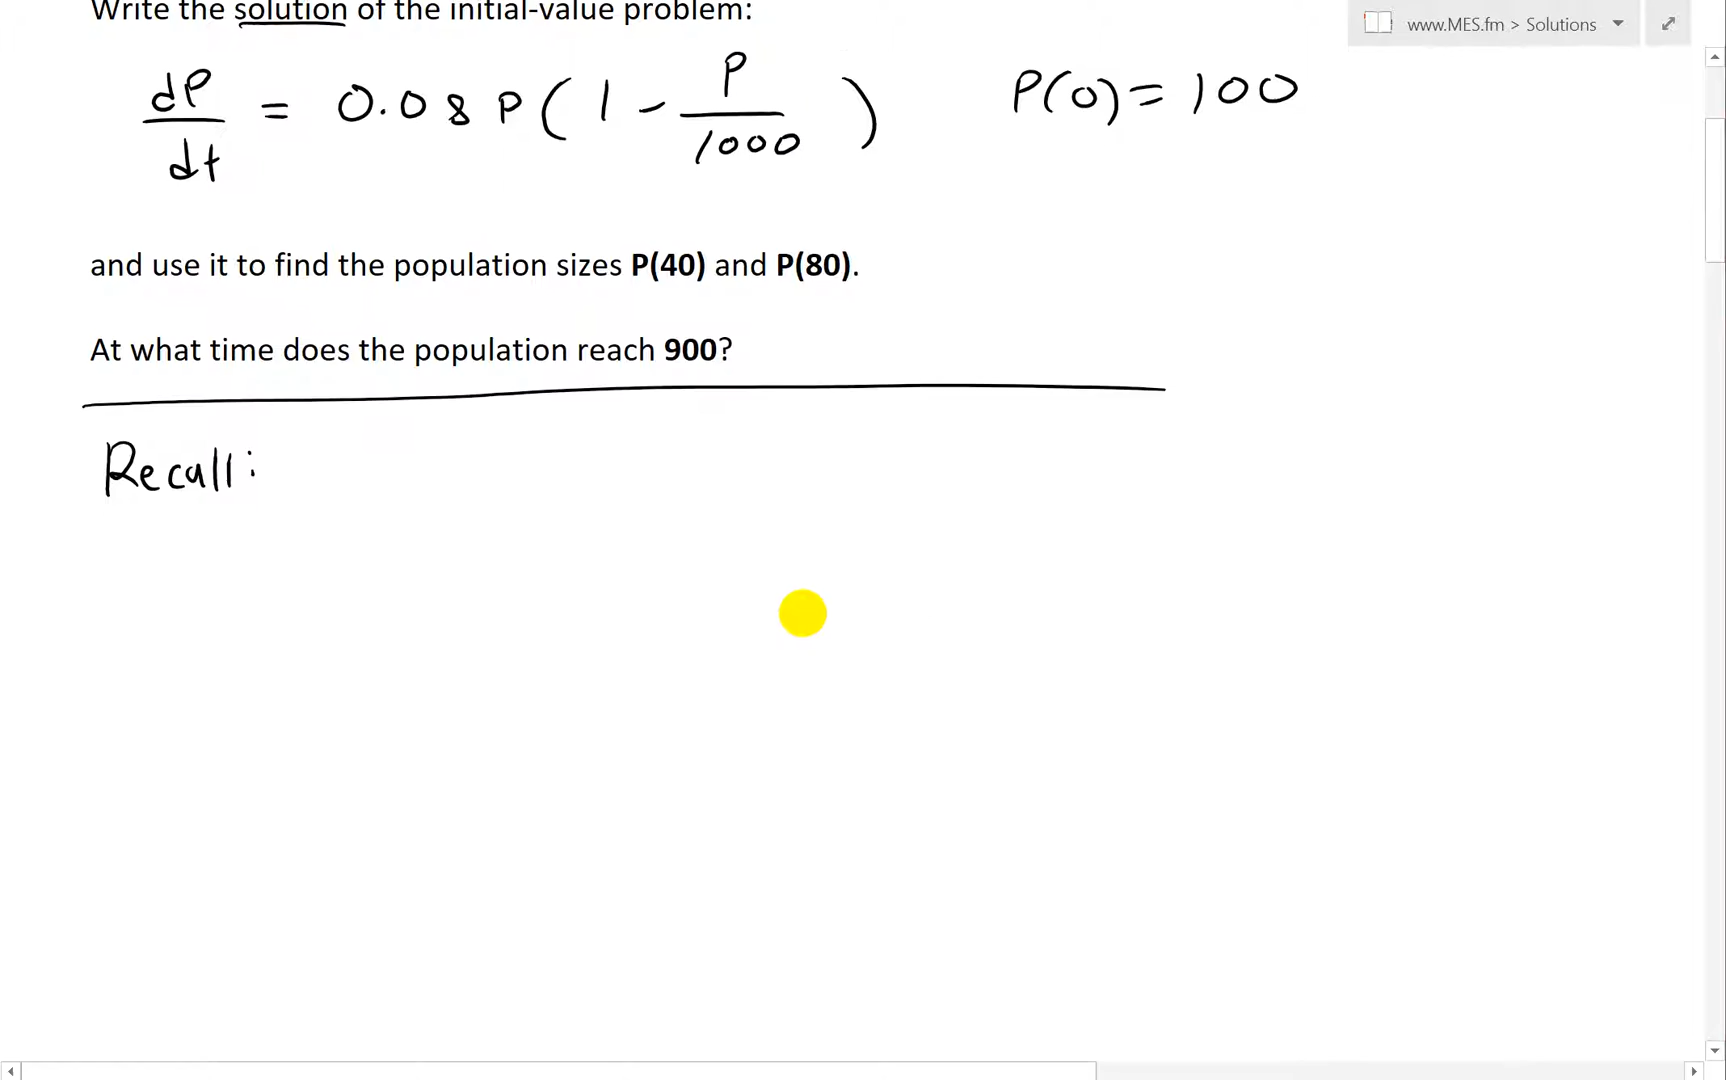 Write the solution of the initial-value problem:
www.MES.fm > Solutions
dP/dt = 0.08 P(1 - P/1000) P(0) = 100
and use it to find the population sizes P(40) and P(80).
At what time does the population reach 900?
Recall: